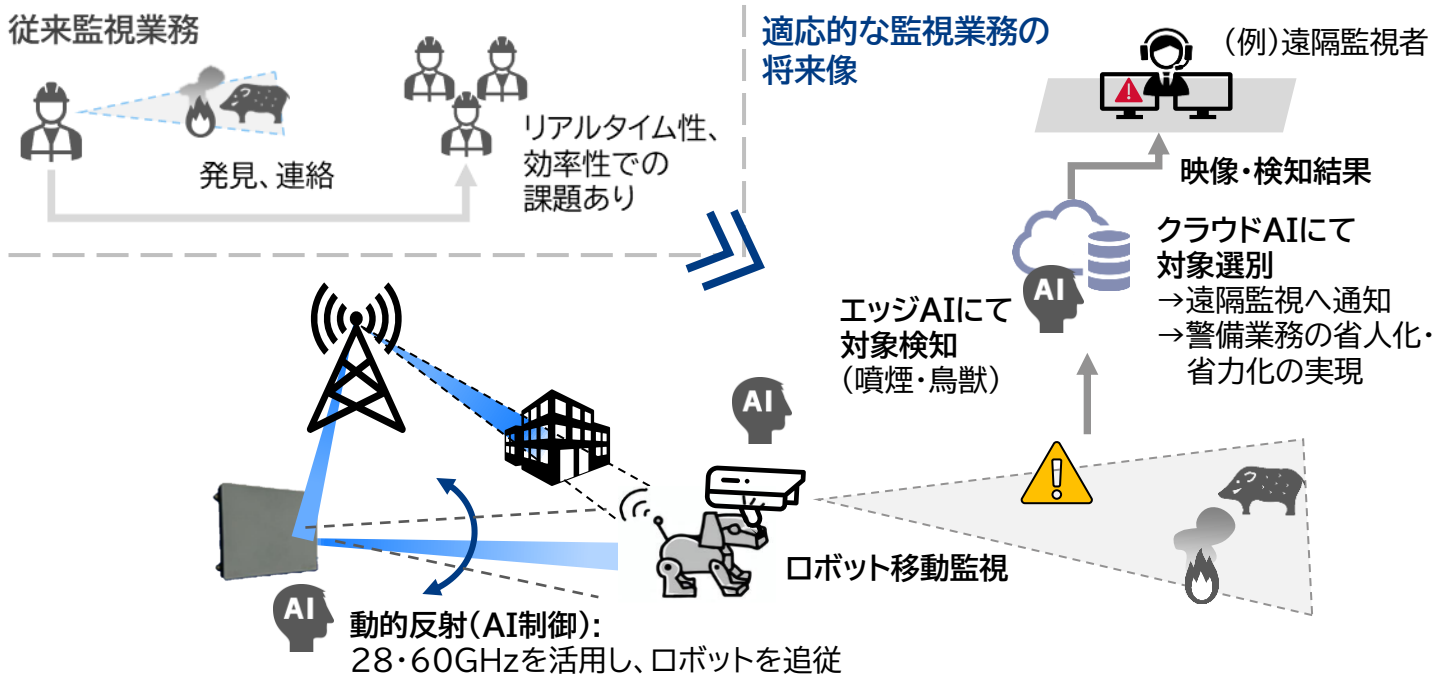 従来監視業務
発見、連絡
リアルタイム性、
効率性での
課題あり
適応的な監視業務の
将来像
(例)遠隔監視者
映像・検知結果
クラウドAIにて
対象選別
→遠隔監視へ通知
→警備業務の省人化・
省力化の実現
AI
エッジAIにて
対象検知
(噴煙・鳥獣)
AI
ロボット移動監視
AI
動的反射(AI制御):
28・60GHzを活用し、ロボットを追従